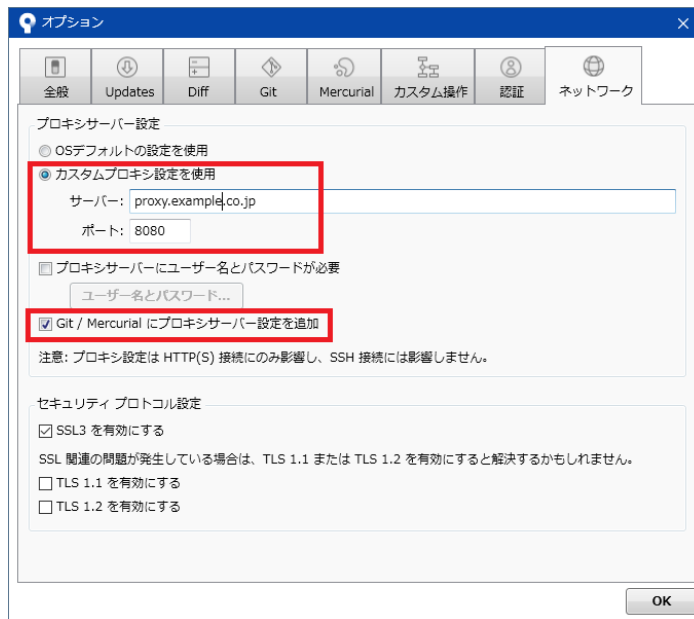 オプション
全般
Updates
Diff
Git
Mercurial
カスタム操作
認証
ネットワーク
プロキシサーバー設定
OSデフォルトの設定を使用
カスタムプロキシ設定を使用
サーバー: proxy.example.co.jp
ポート: 8080
プロキシサーバーにユーザー名とパスワードが必要
ユーザー名とパスワード...
Git / Mercurial にプロキシサーバー設定を追加
注意: プロキシ設定は HTTP(S) 接続にのみ影響し、SSH 接続には影響しません。
セキュリティ プロトコル設定
SSL3 を有効にする
SSL 関連の問題が発生している場合は、TLS 1.1 または TLS 1.2 を有効にすると解決するかもしれません。
TLS 1.1 を有効にする
TLS 1.2 を有効にする
OK